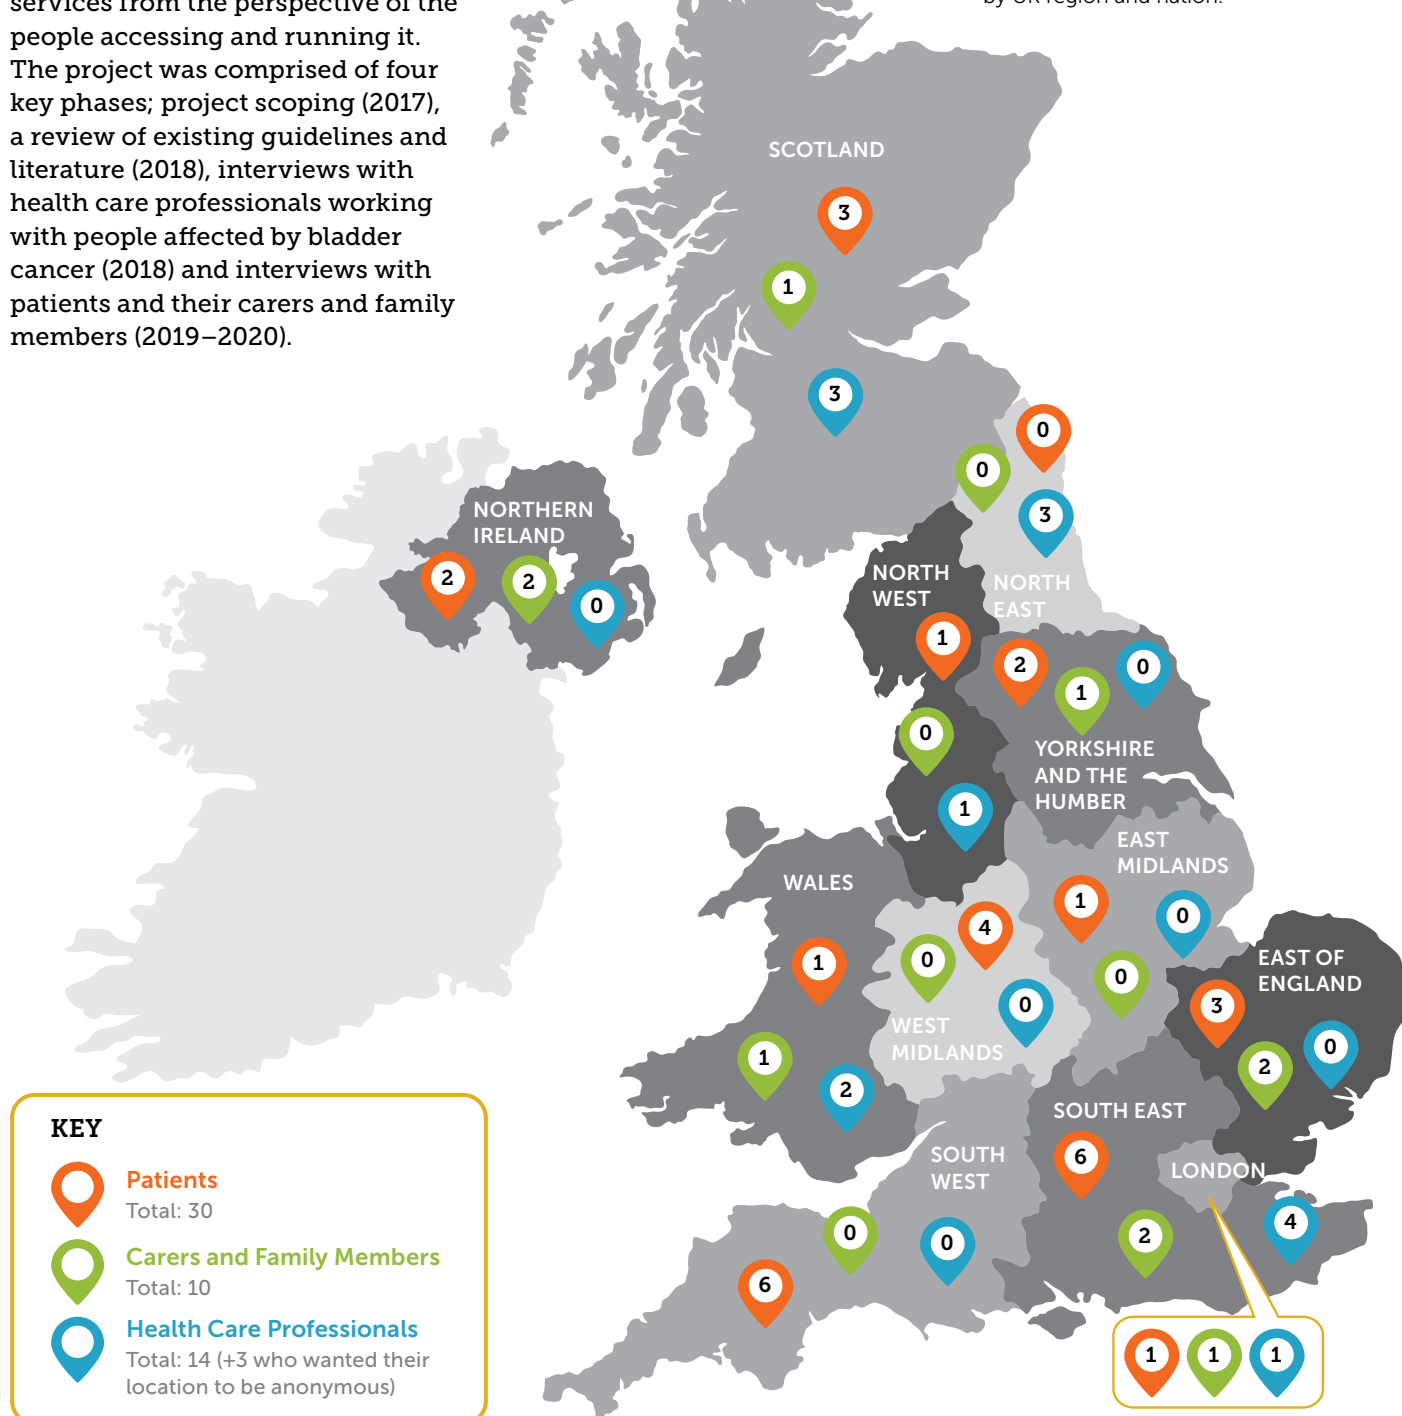 services from the perspective of the
people accessing and running it.
The project was comprised of four
key phases; project scoping (2017),
a review of existing guidelines and
literature (2018), interviews with
health care professionals working
with people affected by bladder
cancer (2018) and interviews with
patients and their carers and family
members (2019–2020).
by UK region and nation.
SCOTLAND
3
1
3
0
0
3
NORTH
EAST
NORTHERN
IRELAND
2
2
0
NORTH
WEST
1
0
1
2
1
0
YORKSHIRE
AND THE
HUMBER
EAST
MIDLANDS
1
0
0
WALES
1
1
2
4
0
0
WEST
MIDLANDS
EAST OF
ENGLAND
3
2
0
SOUTH EAST
6
2
4
SOUTH
WEST
0
0
6
LONDON
1
1
1
KEY
Patients
Total: 30
Carers and Family Members
Total: 10
Health Care Professionals
Total: 14 (+3 who wanted their
location to be anonymous)